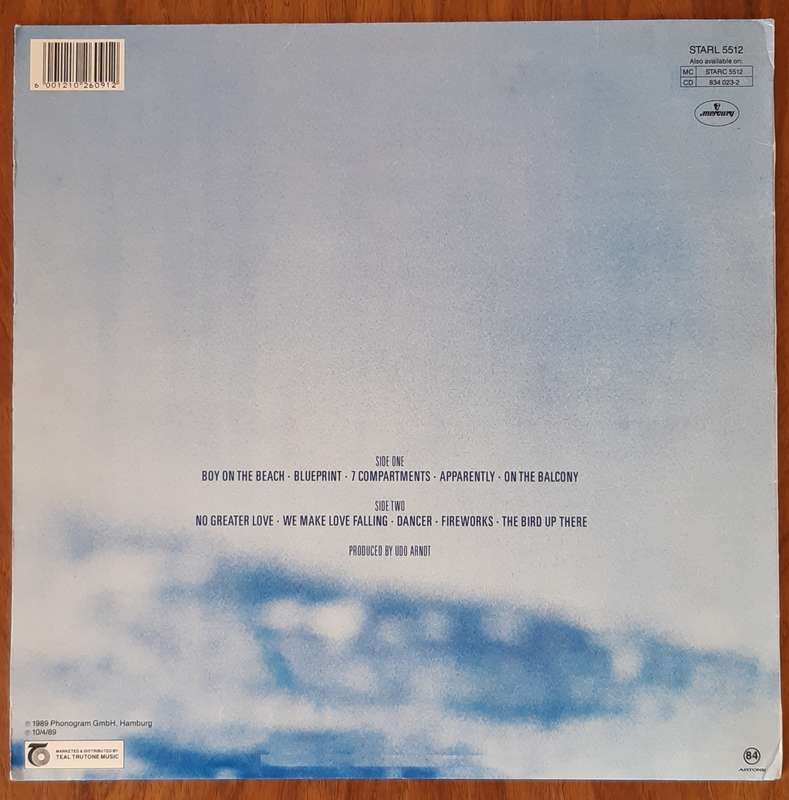 6 001210 260912
STARL 5512
Also available on:
MC STARC 5512
CD 834 023-2
mercury
SIDE ONE
BOY ON THE BEACH · BLUEPRINT · 7 COMPARTMENTS · APPARENTLY · ON THE BALCONY
SIDE TWO
NO GREATER LOVE · WE MAKE LOVE FALLING · DANCER · FIREWORKS · THE BIRD UP THERE
PRODUCED BY UDO ARNDT
℗ 1989 Phonogram GmbH, Hamburg
℗ 10/4/89
MARKETED & DISTRIBUTED BY
TEAL TRUTONE MUSIC
84
ARTONE